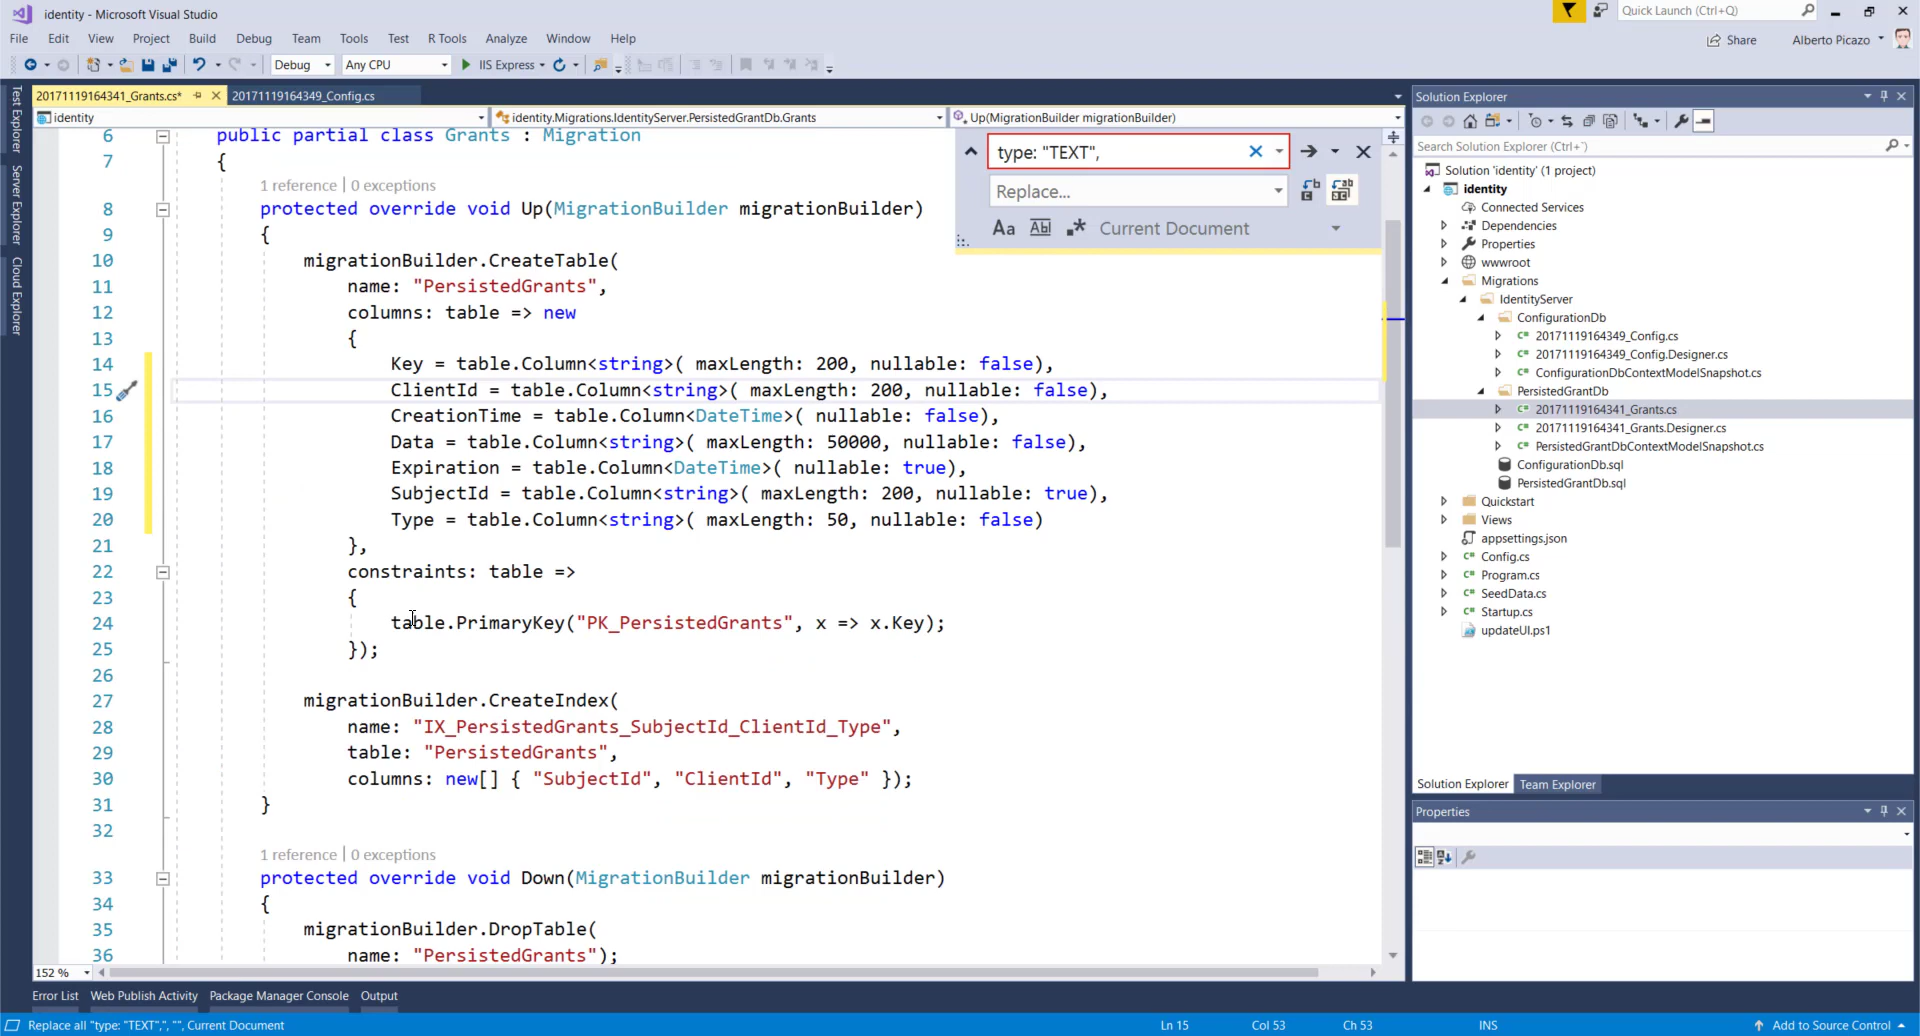 identity - Microsoft Visual Studio
Quick Launch (Ctrl+Q)
File Edit View Project Build Debug Team Tools Test R Tools Analyze Window Help
Share Alberto Picazo
Debug Any CPU IIS Express
Test Explorer
Server Explorer
Cloud Explorer
20171119164341_Grants.cs* 20171119164349_Config.cs
identity identity.Migrations.IdentityServer.PersistedGrantDb.Grants Up(MigrationBuilder migrationBuilder)
type: "TEXT",
Replace...
Aa Abl Current Document
6 public partial class Grants : Migration
7 {
1 reference | 0 exceptions
8 protected override void Up(MigrationBuilder migrationBuilder)
9 {
10 migrationBuilder.CreateTable(
11 name: "PersistedGrants",
12 columns: table => new
13 {
14 Key = table.Column<string>( maxLength: 200, nullable: false),
15 ClientId = table.Column<string>( maxLength: 200, nullable: false),
16 CreationTime = table.Column<DateTime>( nullable: false),
17 Data = table.Column<string>( maxLength: 50000, nullable: false),
18 Expiration = table.Column<DateTime>( nullable: true),
19 SubjectId = table.Column<string>( maxLength: 200, nullable: true),
20 Type = table.Column<string>( maxLength: 50, nullable: false)
21 },
22 constraints: table =>
23 {
24 table.PrimaryKey("PK_PersistedGrants", x => x.Key);
25 });
26
27 migrationBuilder.CreateIndex(
28 name: "IX_PersistedGrants_SubjectId_ClientId_Type",
29 table: "PersistedGrants",
30 columns: new[] { "SubjectId", "ClientId", "Type" });
31 }
32
1 reference | 0 exceptions
33 protected override void Down(MigrationBuilder migrationBuilder)
34 {
35 migrationBuilder.DropTable(
36 name: "PersistedGrants");
152 %
Solution Explorer
Search Solution Explorer (Ctrl+`)
Solution 'identity' (1 project)
identity
Connected Services
Dependencies
Properties
wwwroot
Migrations
IdentityServer
ConfigurationDb
20171119164349_Config.cs
20171119164349_Config.Designer.cs
ConfigurationDbContextModelSnapshot.cs
PersistedGrantDb
20171119164341_Grants.cs
20171119164341_Grants.Designer.cs
PersistedGrantDbContextModelSnapshot.cs
ConfigurationDb.sql
PersistedGrantDb.sql
Quickstart
Views
appsettings.json
Config.cs
Program.cs
SeedData.cs
Startup.cs
updateUI.ps1
Solution Explorer Team Explorer
Properties
Error List Web Publish Activity Package Manager Console Output
Replace all "type: "TEXT",", "", Current Document Ln 15 Col 53 Ch 53 INS Add to Source Control